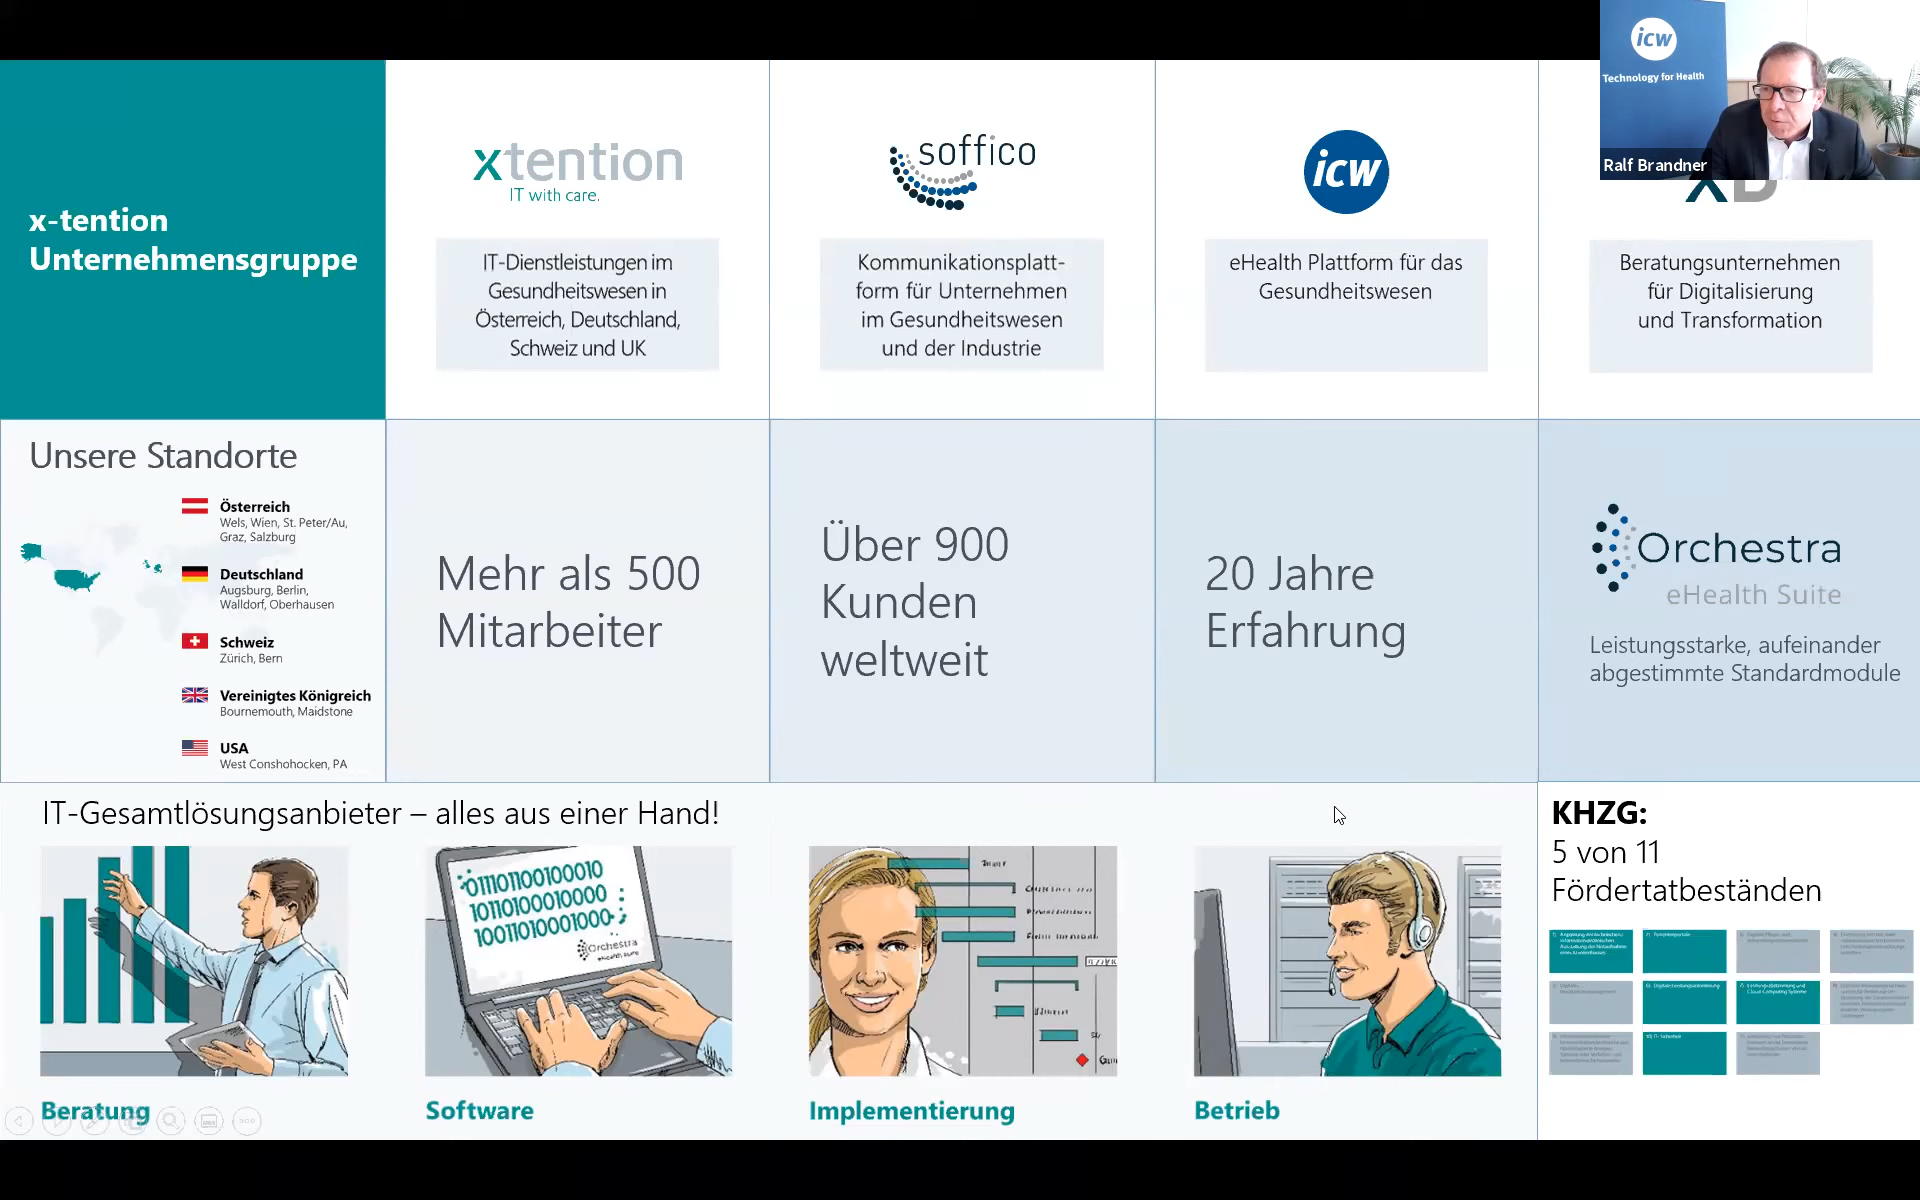 icw
Technology for Health
Ralf Brandner
x-tention
Unternehmensgruppe
xtention
IT with care.
IT-Dienstleistungen im
Gesundheitswesen in
Österreich, Deutschland,
Schweiz und UK
soffico
Kommunikationsplatt-
form für Unternehmen
im Gesundheitswesen
und der Industrie
icw
eHealth Plattform für das
Gesundheitswesen
Beratungsunternehmen
für Digitalisierung
und Transformation
Unsere Standorte
Österreich
Wels, Wien, St. Peter/Au,
Graz, Salzburg
Deutschland
Augsburg, Berlin,
Walldorf, Oberhausen
Schweiz
Zürich, Bern
Vereinigtes Königreich
Bournemouth, Maidstone
USA
West Conshohocken, PA
Mehr als 500
Mitarbeiter
Über 900
Kunden
weltweit
20 Jahre
Erfahrung
Orchestra
eHealth Suite
Leistungsstarke, aufeinander
abgestimmte Standardmodule
IT-Gesamtlösungsanbieter – alles aus einer Hand!
011101100100010
10110100010000
10011010001000
Orchestra
eHealth Suite
Beratung
Software
Implementierung
Betrieb
KHZG:
5 von 11
Fördertatbeständen